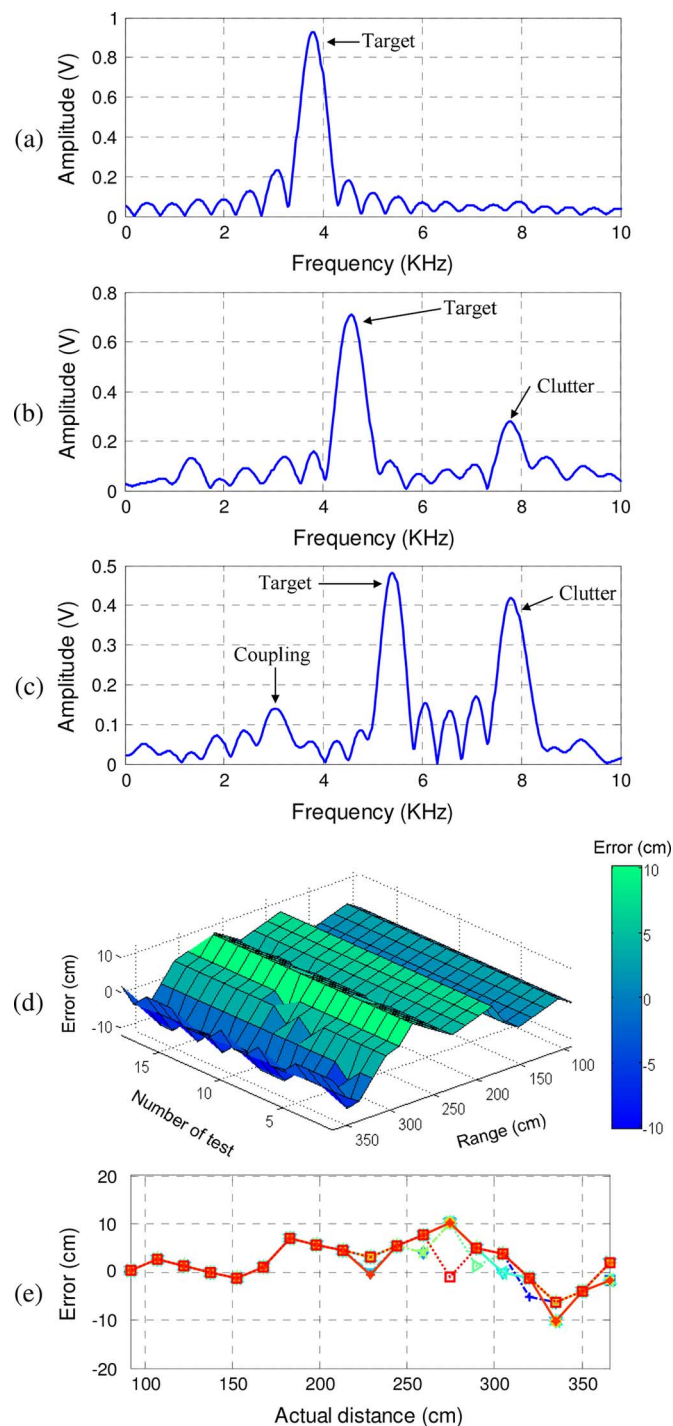 1
0.8
0.6
0.4
0.2
0
Amplitude (V)
(a)
Target
0 2 4 6 8 10
Frequency (KHz)
0.8
0.6
0.4
0.2
0
Amplitude (V)
(b)
Target
Clutter
0 2 4 6 8 10
Frequency (KHz)
0.5
0.4
0.3
0.2
0.1
0
Amplitude (V)
(c)
Target
Clutter
Coupling
0 2 4 6 8 10
Frequency (KHz)
Error (cm)
10
5
0
-5
-10
(d)
Error (cm)
10
0
-10
15
10
5
Number of test
350 300 250 200 150 100
Range (cm)
20
10
0
-10
-20
Error (cm)
(e)
100 150 200 250 300 350
Actual distance (cm)